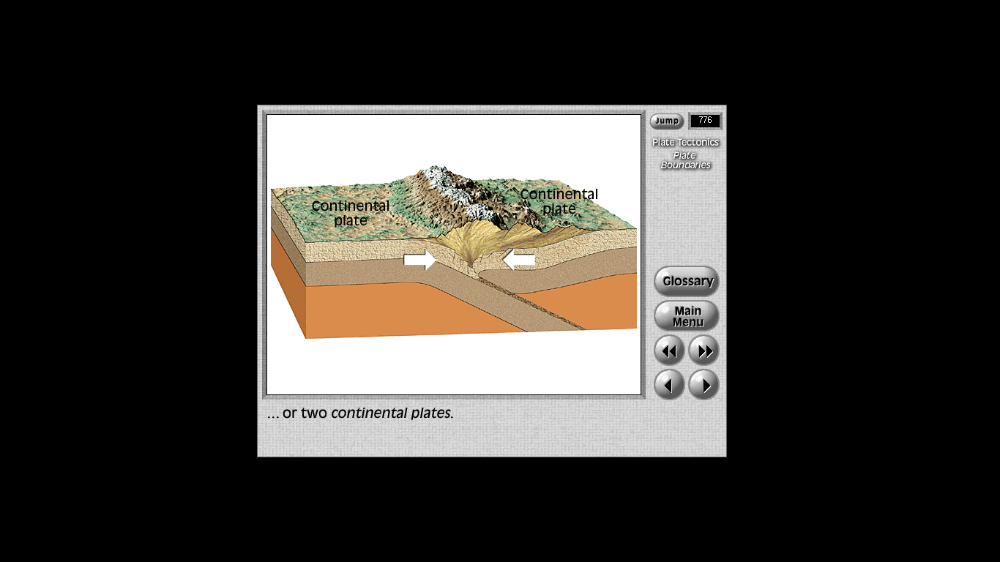 Jump 776
Plate Tectonics
Plate
Boundaries
Continental
plate
Continental
plate
Glossary
Main
Menu
... or two continental plates.